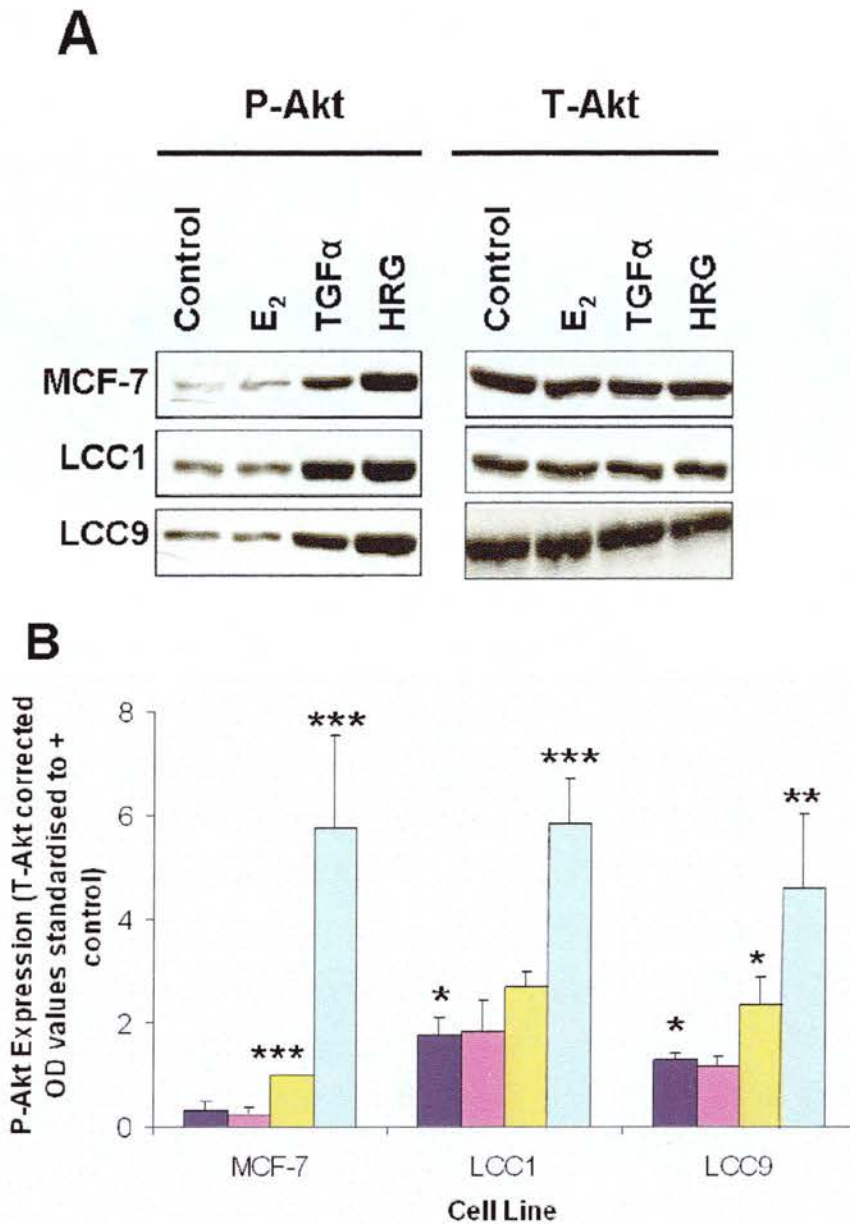 A
P-Akt T-Akt
Control E₂ TGFα HRG Control E₂ TGFα HRG
MCF-7
LCC1
LCC9
B
P-Akt Expression (T-Akt corrected
OD values standardised to +
control)
8
6
4
2
0
***
***
*
***
*
*
**
MCF-7 LCC1 LCC9
Cell Line